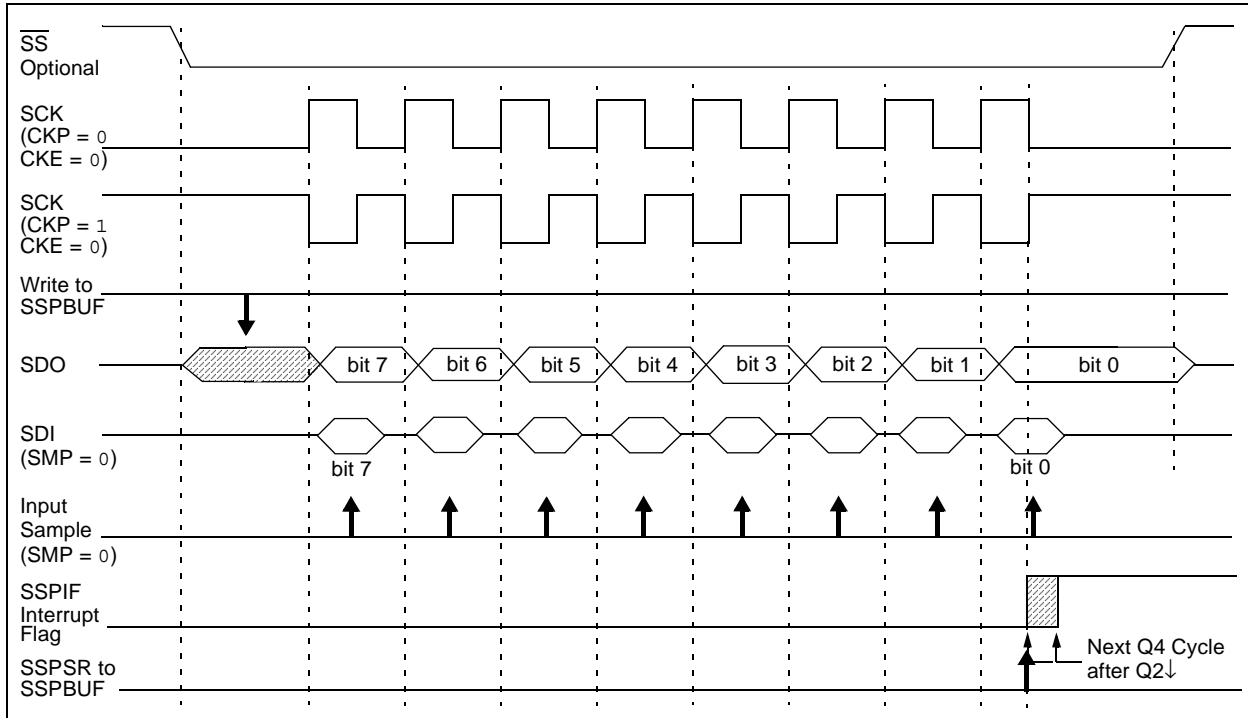 SS
Optional
SCK
(CKP = 0
CKE = 0)
SCK
(CKP = 1
CKE = 0)
Write to
SSPBUF
SDO
bit 7
bit 6
bit 5
bit 4
bit 3
bit 2
bit 1
bit 0
SDI
(SMP = 0)
bit 7
bit 0
Input
Sample
(SMP = 0)
SSPIF
Interrupt
Flag
Next Q4 Cycle
after Q2↓
SSPSR to
SSPBUF